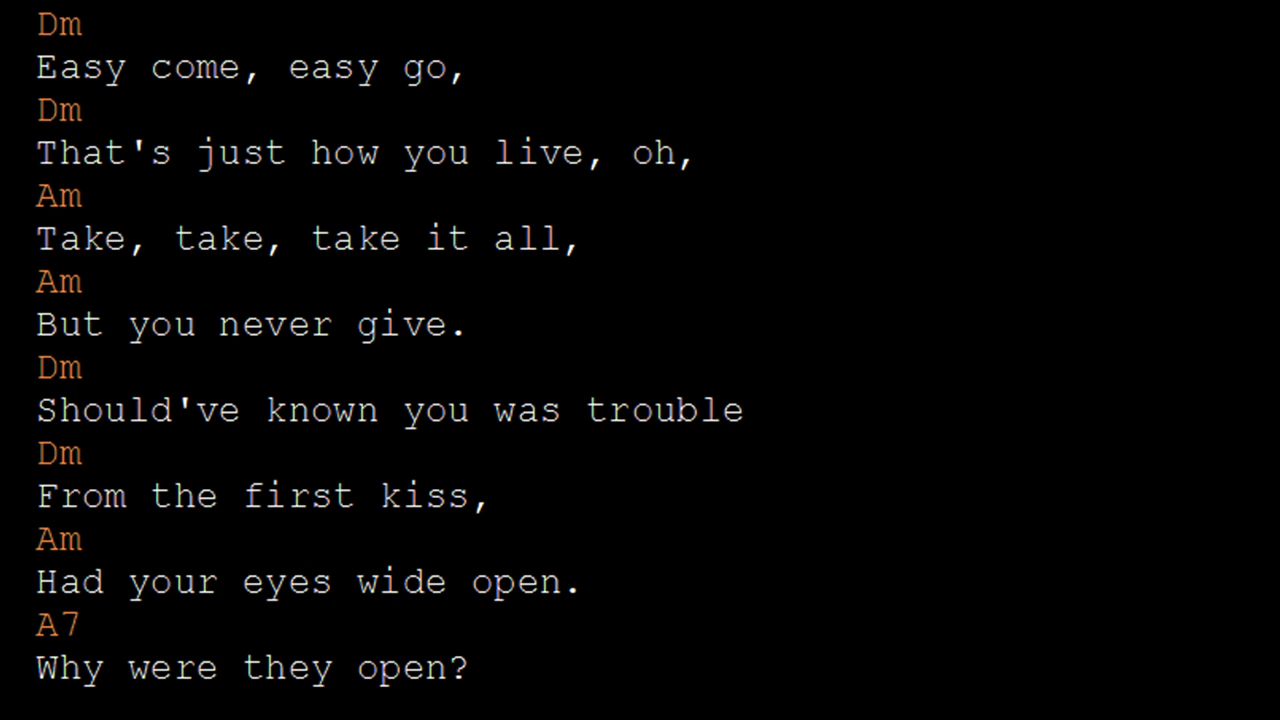 Dm
Easy come, easy go,
Dm
That's just how you live, oh,
Am
Take, take, take it all,
Am
But you never give.
Dm
Should've known you was trouble
Dm
From the first kiss,
Am
Had your eyes wide open.
A7
Why were they open?